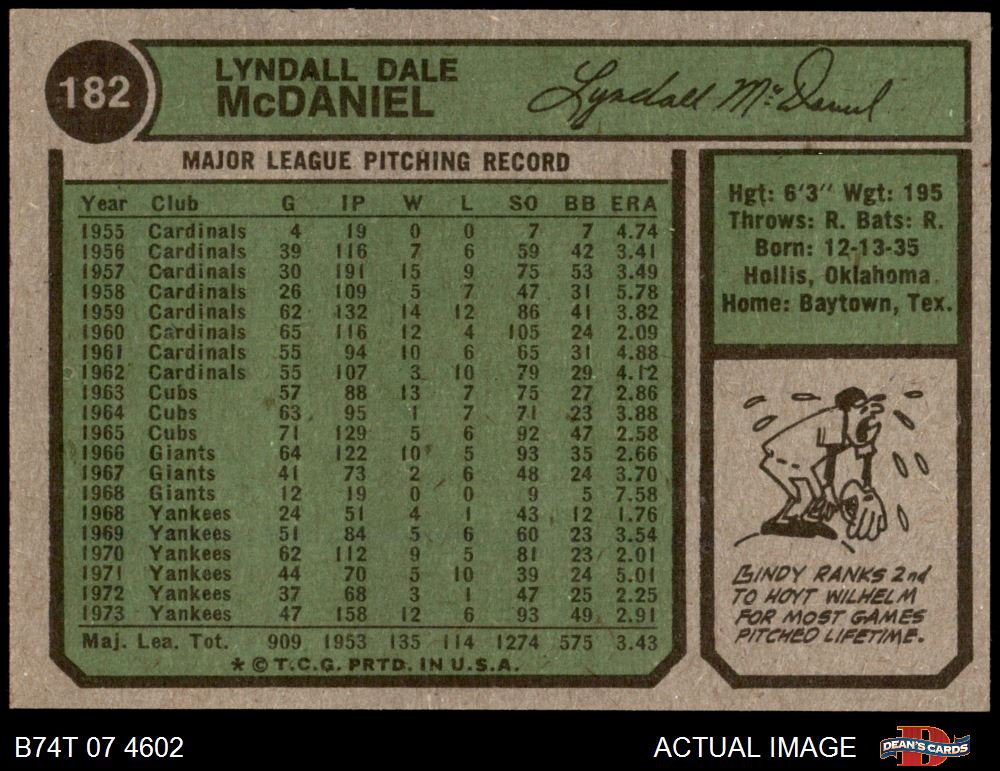 182
LYNDALL DALE
McDANIEL
Lyndall McDaniel
MAJOR LEAGUE PITCHING RECORD
Year Club G IP W L SO BB ERA
1955 Cardinals 4 19 0 0 7 7 4.74
1956 Cardinals 39 116 7 6 59 42 3.41
1957 Cardinals 30 191 15 9 75 53 3.49
1958 Cardinals 26 109 5 7 47 31 5.78
1959 Cardinals 62 132 14 12 86 41 3.82
1960 Cardinals 65 116 12 4 105 24 2.09
1961 Cardinals 55 94 10 6 65 31 4.88
1962 Cardinals 55 107 3 10 79 29 4.12
1963 Cubs 57 88 13 7 75 27 2.86
1964 Cubs 63 95 1 7 71 23 3.88
1965 Cubs 71 129 5 6 92 47 2.58
1966 Giants 64 122 10 5 93 35 2.66
1967 Giants 41 73 2 6 48 24 3.70
1968 Giants 12 19 0 0 9 5 7.58
1968 Yankees 24 51 4 1 43 12 1.76
1969 Yankees 51 84 5 6 60 23 3.54
1970 Yankees 62 112 9 5 81 23 2.01
1971 Yankees 44 70 5 10 39 24 5.01
1972 Yankees 37 68 3 1 47 25 2.25
1973 Yankees 47 158 12 6 93 49 2.91
Maj. Lea. Tot. 909 1953 135 114 1274 575 3.43
* © T.C.G. PRTD. IN U.S.A.
Hgt: 6'3" Wgt: 195
Throws: R. Bats: R.
Born: 12-13-35
Hollis, Oklahoma
Home: Baytown, Tex.
LINDY RANKS 2nd
TO HOYT WILHELM
FOR MOST GAMES
PITCHED LIFETIME.
B74T 07 4602
ACTUAL IMAGE
D
DEAN'S CARDS